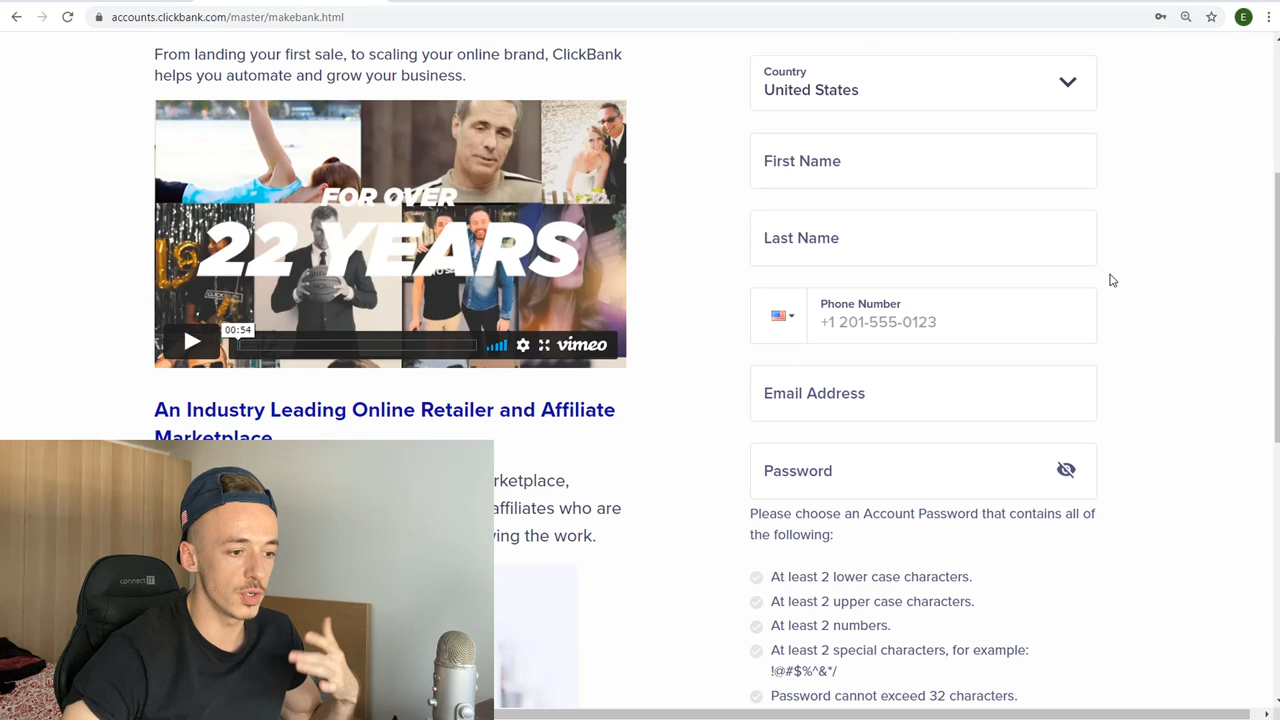 accounts.clickbank.com/master/makebank.html
E
From landing your first sale, to scaling your online brand, ClickBank
helps you automate and grow your business.
FOR OVER
22 YEARS
00:54
vimeo
An Industry Leading Online Retailer and Affiliate
Marketplace
rketplace,
affiliates who are
ving the work.
connect IT
Country
United States
First Name
Last Name
Phone Number
+1 201-555-0123
Email Address
Password
Please choose an Account Password that contains all of
the following:
At least 2 lower case characters.
At least 2 upper case characters.
At least 2 numbers.
At least 2 special characters, for example:
!@#$%^&*/
Password cannot exceed 32 characters.